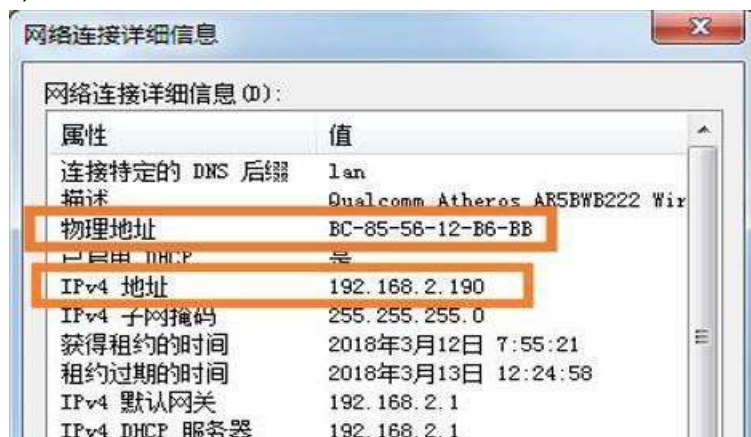 网络连接详细信息
网络连接详细信息(D):
属性 值
连接特定的 DNS 后缀 lan
描述 Qualcomm Atheros AR5BWB222 Wir
物理地址 BC-85-56-12-B6-BB
已启用 DHCP 是
IPv4 地址 192.168.2.190
IPv4 子网掩码 255.255.255.0
获得租约的时间 2018年3月12日 7:55:21
租约过期的时间 2018年3月13日 12:24:58
IPv4 默认网关 192.168.2.1
IPv4 DHCP 服务器 192.168.2.1